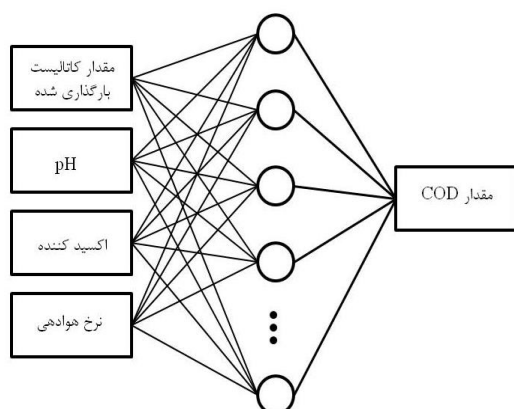 مقدار کاتالیست
بارگذاری شده
pH
اکسید کننده
نرخ هوادهی
مقدار COD